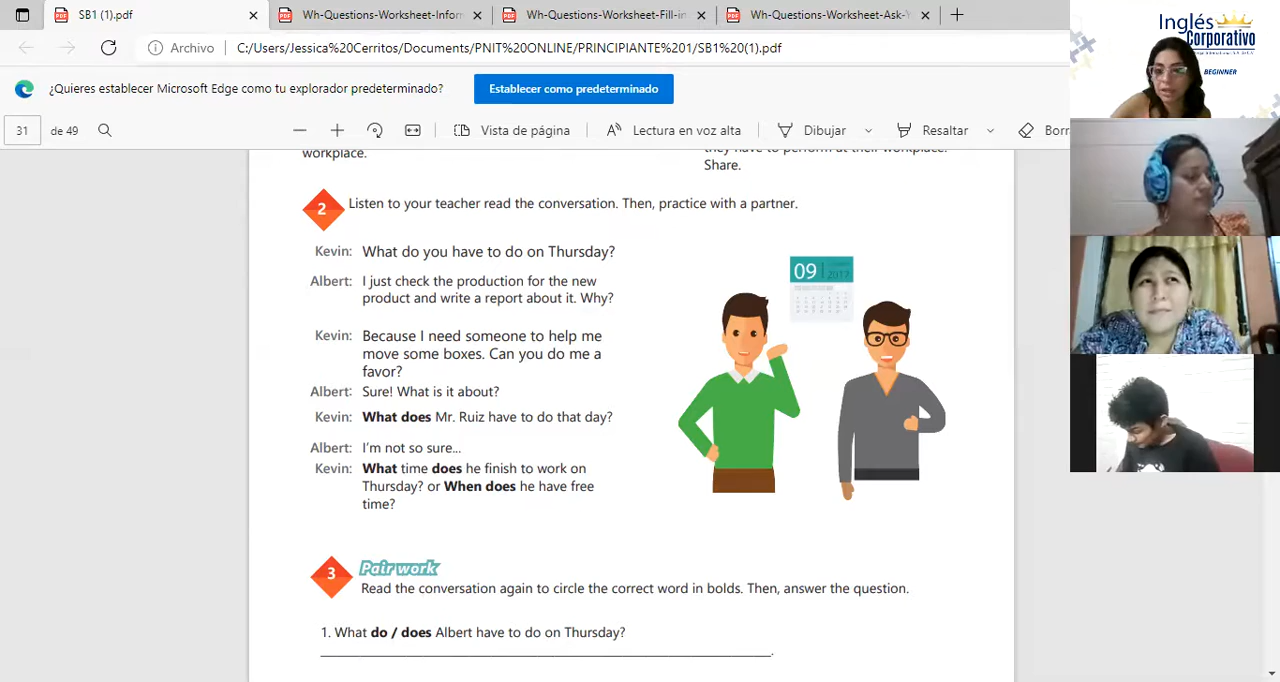 SB1 (1).pdf
Wh-Questions-Worksheet-Inform
Wh-Questions-Worksheet-Fill-in
Wh-Questions-Worksheet-Ask-
Archivo
C:/Users/Jessica%20Cerritos/Documents/PNIT%20ONLINE/PRINCIPIANTE%201/SB1%20(1).pdf
¿Quieres establecer Microsoft Edge como tu explorador predeterminado?
Establecer como predeterminado
31 de 49
Vista de página
Lectura en voz alta
Dibujar
Resaltar
Borr
Inglés
Corporativo
BEGINNER
workplace.
they have to perform at their workplace.
Share.
2 Listen to your teacher read the conversation. Then, practice with a partner.
Kevin: What do you have to do on Thursday?
Albert: I just check the production for the new
product and write a report about it. Why?
Kevin: Because I need someone to help me
move some boxes. Can you do me a
favor?
Albert: Sure! What is it about?
Kevin: What does Mr. Ruiz have to do that day?
Albert: I'm not so sure...
Kevin: What time does he finish to work on
Thursday? or When does he have free
time?
09
2017
3 Pair work
Read the conversation again to circle the correct word in bolds. Then, answer the question.
1. What do / does Albert have to do on Thursday?